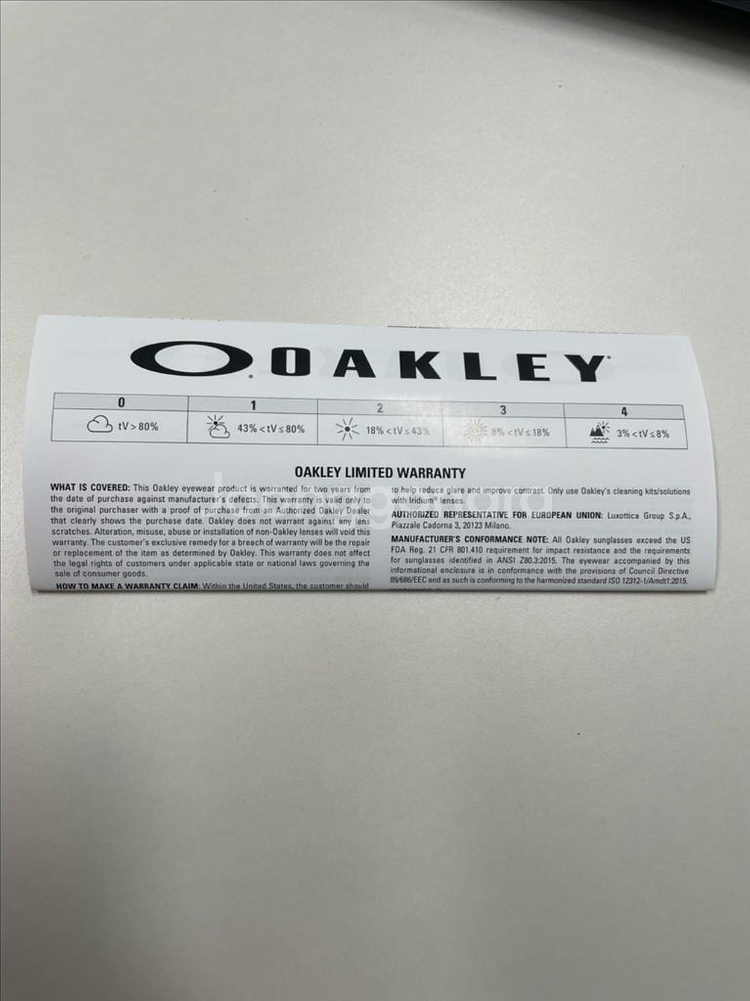 OAKLEY
0
1
2
3
4
tV > 80%
43% < tV ≤ 80%
18% < tV ≤ 43%
8% < tV ≤ 18%
3% < tV ≤ 8%
OAKLEY LIMITED WARRANTY
WHAT IS COVERED: This Oakley eyewear product is warranted for two years from
the date of purchase against manufacturer's defects. This warranty is valid only to
the original purchaser with a proof of purchase from an Authorized Oakley Dealer
that clearly shows the purchase date. Oakley does not warrant against any lens
scratches. Alteration, misuse, abuse or installation of non-Oakley lenses will void this
warranty. The customer's exclusive remedy for a breach of warranty will be the repair
or replacement of the item as determined by Oakley. This warranty does not affect
the legal rights of customers under applicable state or national laws governing the
sale of consumer goods.
HOW TO MAKE A WARRANTY CLAIM: Within the United States, the customer should
to help reduce glare and improve contrast. Only use Oakley's cleaning kits/solutions
with Iridium® lenses.
AUTHORIZED REPRESENTATIVE FOR EUROPEAN UNION: Luxottica Group S.p.A.,
Piazzale Cadorna 3, 20123 Milano.
MANUFACTURER'S CONFORMANCE NOTE: All Oakley sunglasses exceed the US
FDA Reg. 21 CFR 801.410 requirement for impact resistance and the requirements
for sunglasses identified in ANSI Z80.3:2015. The eyewear accompanied by this
informational enclosure is in conformance with the provisions of Council Directive
89/686/EEC and as such is conforming to the harmonized standard ISO 12312-1/Amdt1:2015.